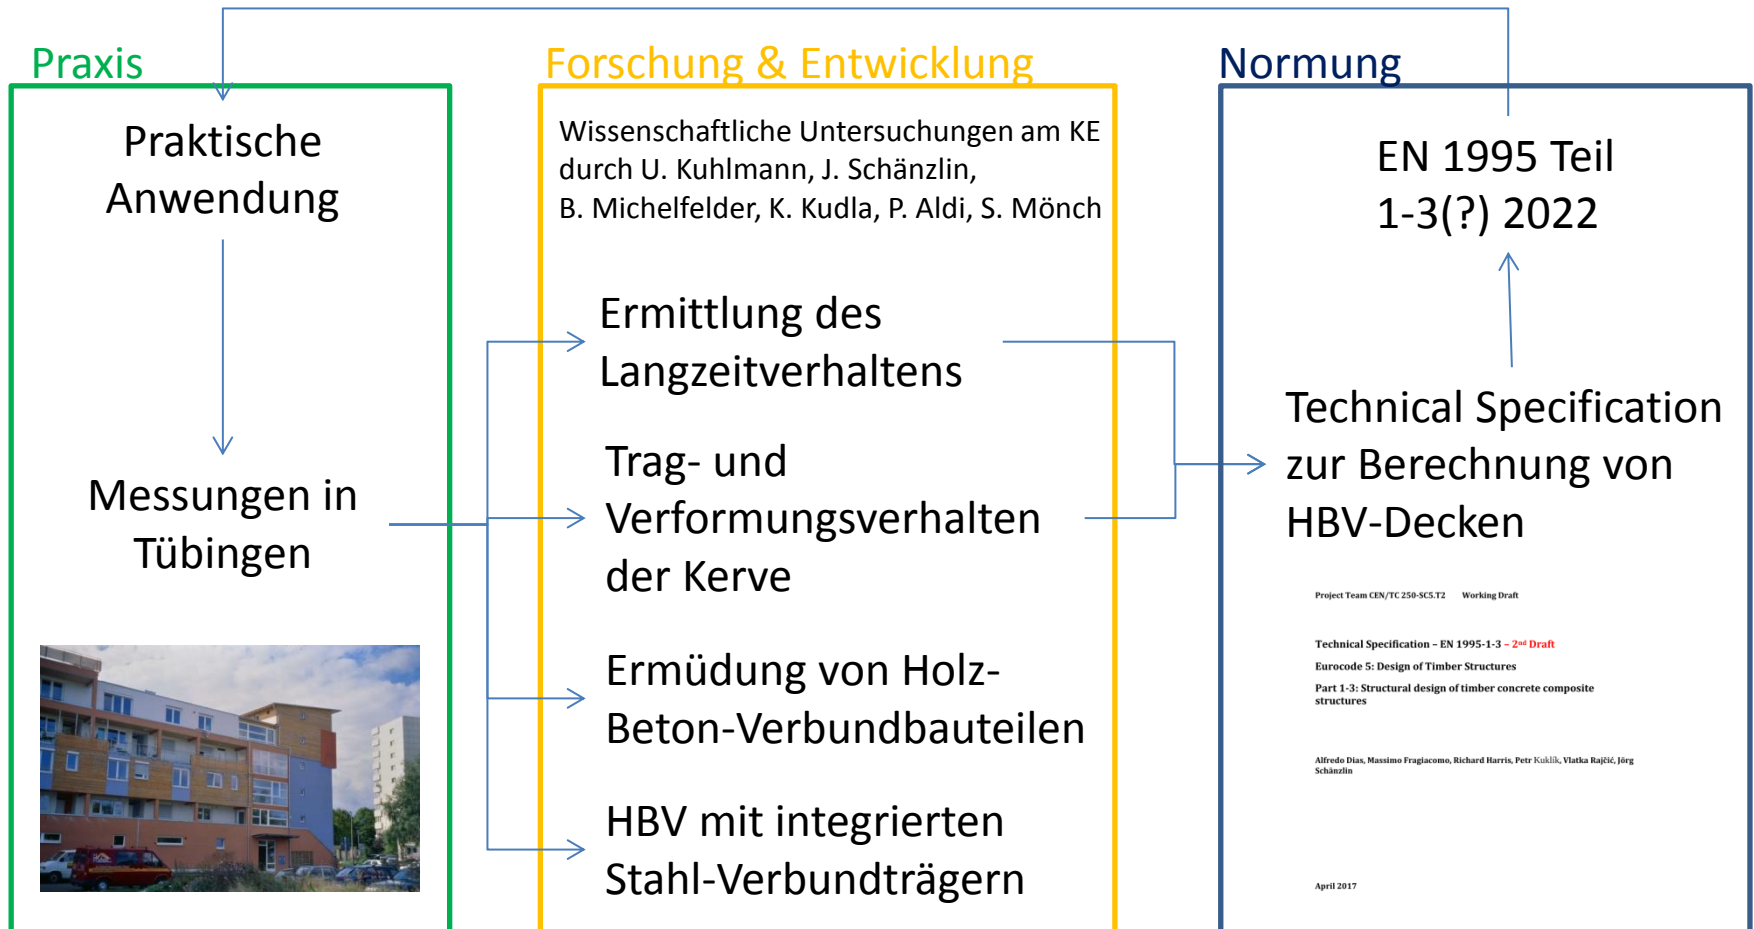 Praxis
Praktische
Anwendung
Messungen in
Tübingen
Forschung & Entwicklung
Wissenschaftliche Untersuchungen am KE
durch U. Kuhlmann, J. Schänzlin,
B. Michelfelder, K. Kudla, P. Aldi, S. Mönch
Ermittlung des
Langzeitverhaltens
Trag- und
Verformungsverhalten
der Kerve
Ermüdung von Holz-
Beton-Verbundbauteilen
HBV mit integrierten
Stahl-Verbundträgern
Normung
EN 1995 Teil
1-3(?) 2022
Technical Specification
zur Berechnung von
HBV-Decken
Project Team CEN/TC 250-SC5.T2 Working Draft
Technical Specification – EN 1995-1-3 – 2nd Draft
Eurocode 5: Design of Timber Structures
Part 1-3: Structural design of timber concrete composite
structures
Alfredo Dias, Massimo Fragiacomo, Richard Harris, Petr Kuklík, Vlatka Rajčić, Jörg
Schänzlin
April 2017